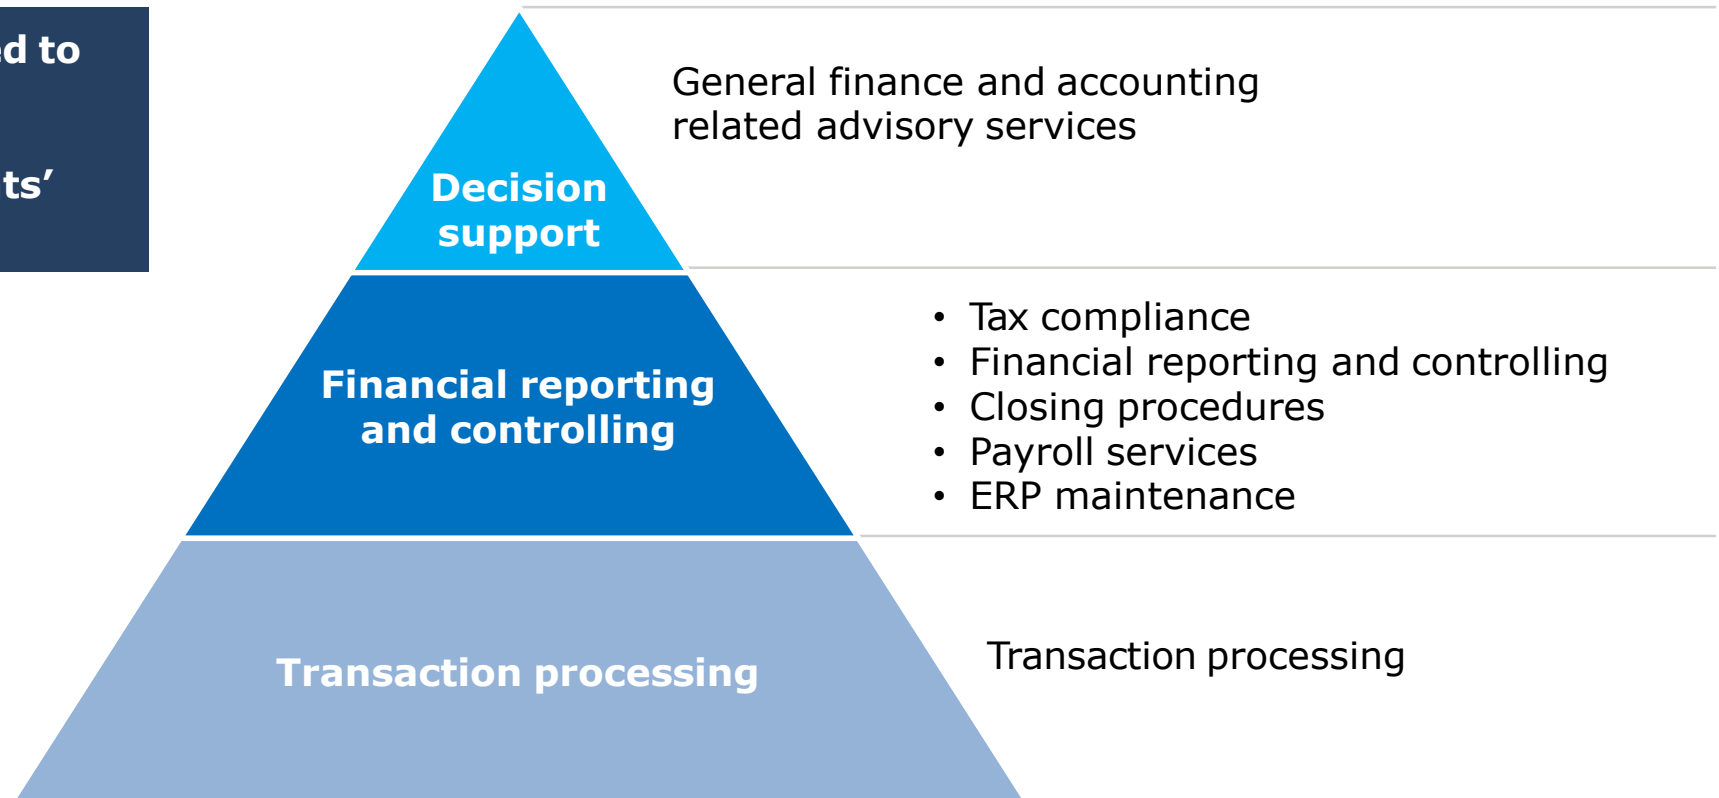 ed to
ts’
General finance and accounting
related advisory services
Decision
support
Financial reporting
and controlling
• Tax compliance
• Financial reporting and controlling
• Closing procedures
• Payroll services
• ERP maintenance
Transaction processing
Transaction processing